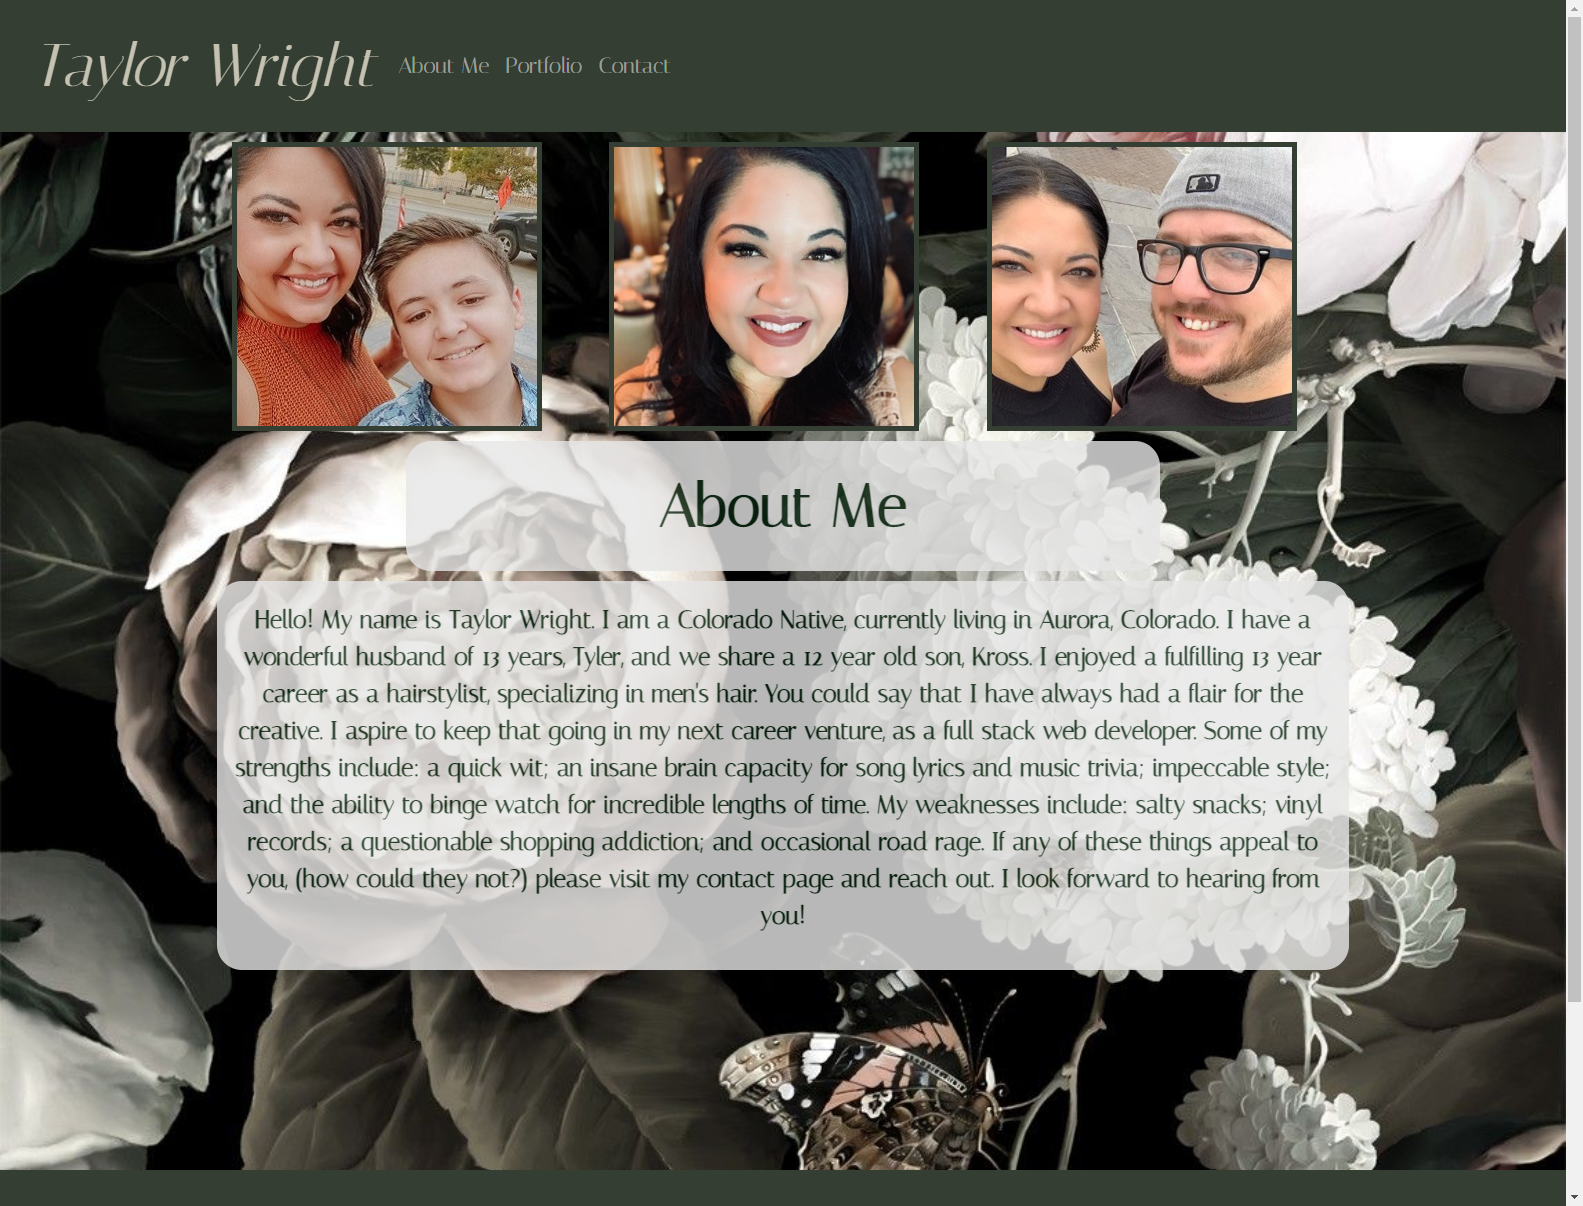 Taylor Wright
About Me Portfolio Contact
About Me
Hello! My name is Taylor Wright. I am a Colorado Native, currently living in Aurora, Colorado. I have a
wonderful husband of 13 years, Tyler, and we share a 12 year old son, Kross. I enjoyed a fulfilling 13 year
career as a hairstylist, specializing in men's hair. You could say that I have always had a flair for the
creative. I aspire to keep that going in my next career venture, as a full stack web developer. Some of my
strengths include: a quick wit; an insane brain capacity for song lyrics and music trivia; impeccable style;
and the ability to binge watch for incredible lengths of time. My weaknesses include: salty snacks; vinyl
records; a questionable shopping addiction; and occasional road rage. If any of these things appeal to
you, (how could they not?) please visit my contact page and reach out. I look forward to hearing from
you!